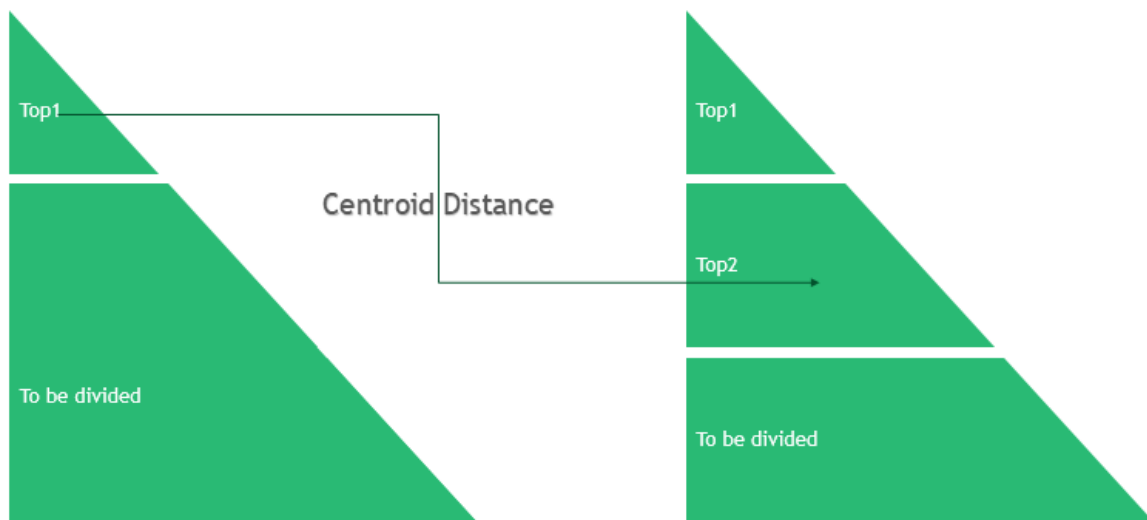 Top1
To be divided
Centroid Distance
Top1
Top2
To be divided